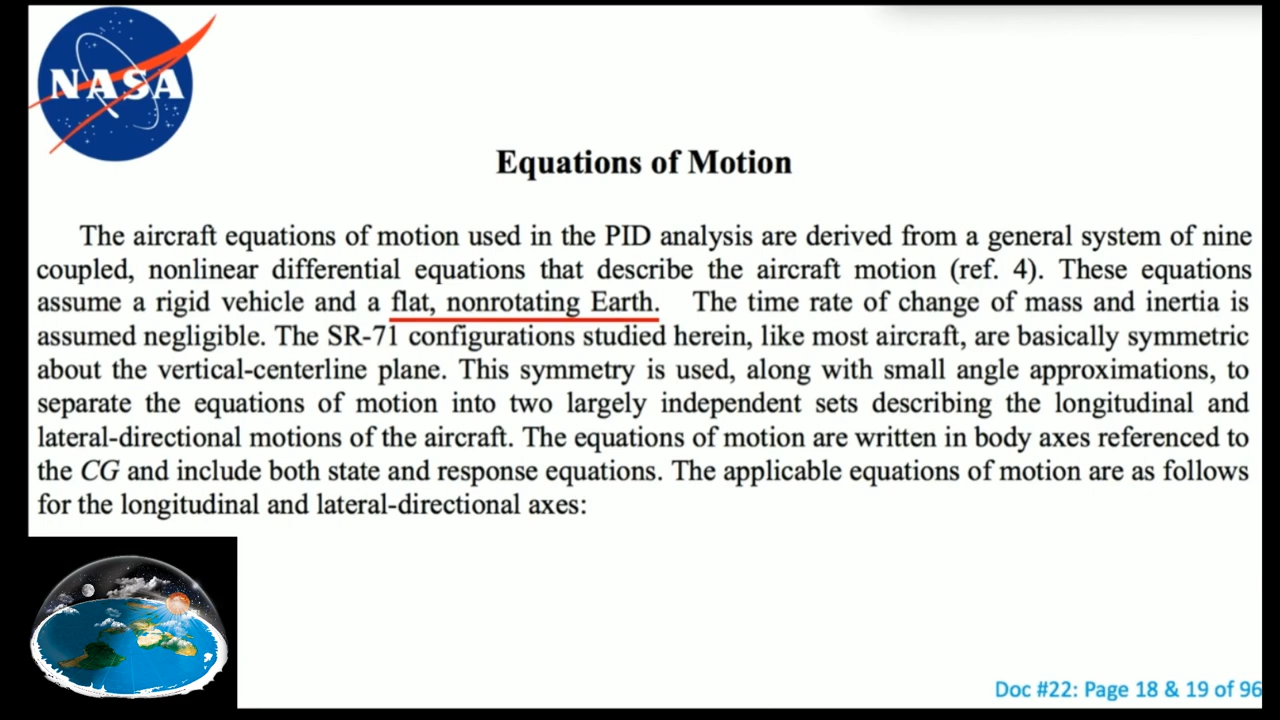 NASA
Equations of Motion
The aircraft equations of motion used in the PID analysis are derived from a general system of nine
coupled, nonlinear differential equations that describe the aircraft motion (ref. 4). These equations
assume a rigid vehicle and a flat, nonrotating Earth. The time rate of change of mass and inertia is
assumed negligible. The SR-71 configurations studied herein, like most aircraft, are basically symmetric
about the vertical-centerline plane. This symmetry is used, along with small angle approximations, to
separate the equations of motion into two largely independent sets describing the longitudinal and
lateral-directional motions of the aircraft. The equations of motion are written in body axes referenced to
the CG and include both state and response equations. The applicable equations of motion are as follows
for the longitudinal and lateral-directional axes:
Doc #22: Page 18 & 19 of 96